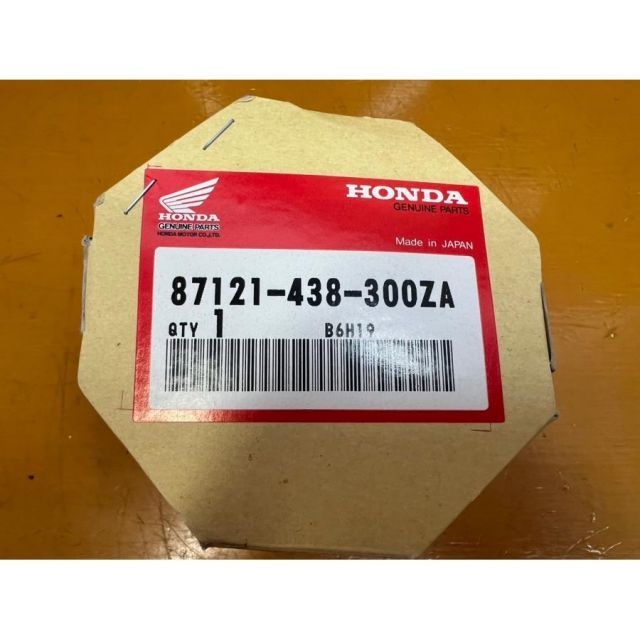 HONDA
GENUINE PARTS
HONDA MOTOR CO.,LTD.
HONDA
GENUINE PARTS
Made in JAPAN
87121-438-300ZA
QTY 1 B6H19